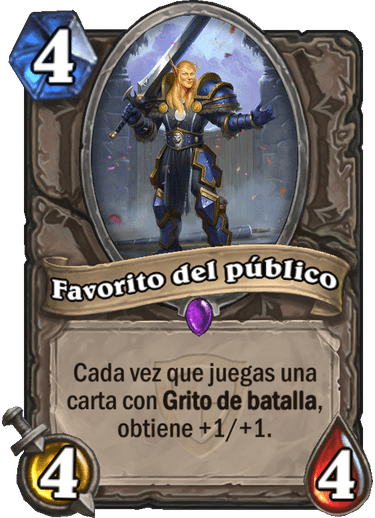 4
Favorito del público
Cada vez que juegas una
carta con Grito de batalla,
obtiene +1/+1.
4
4